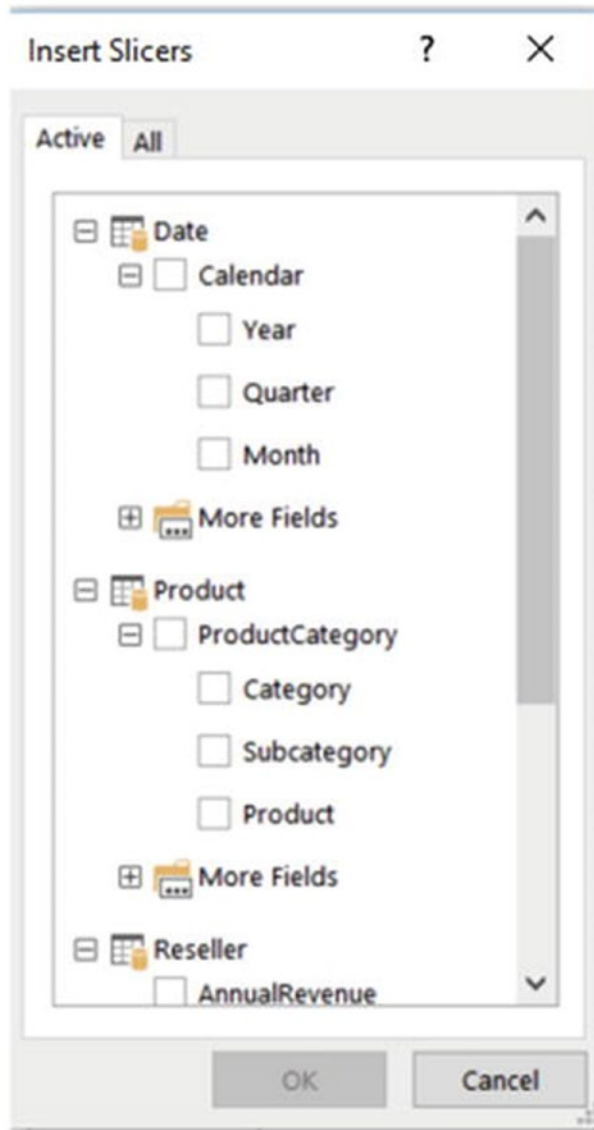 Insert Slicers ?
Active All
Date
Calendar
Year
Quarter
Month
More Fields
Product
ProductCategory
Category
Subcategory
Product
More Fields
Reseller
AnnualRevenue
OK Cancel